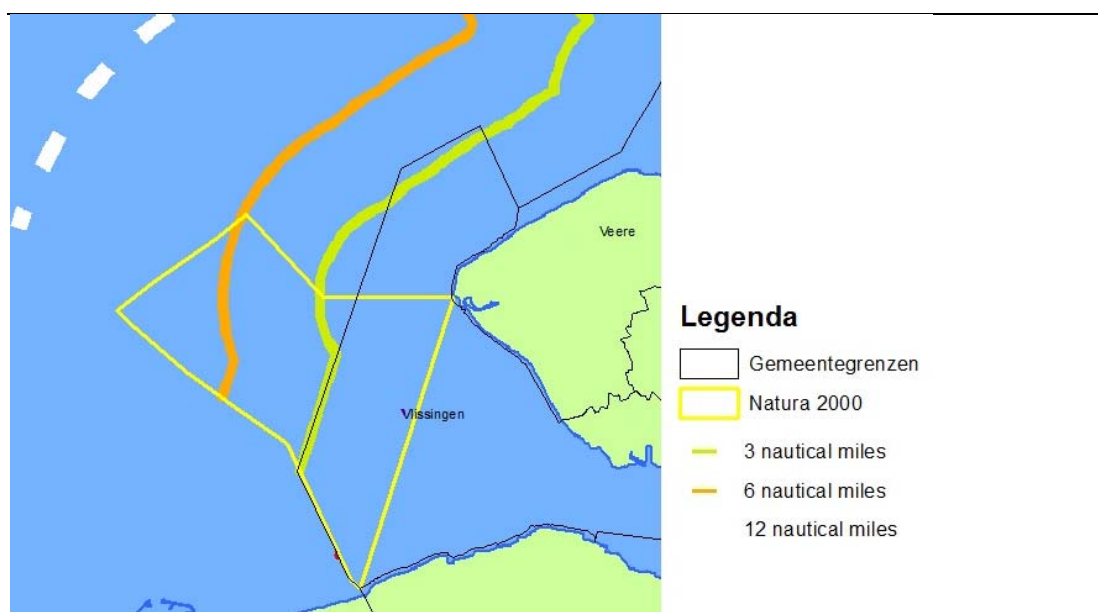 Veere
Vlissingen
Legenda
Gemeentegrenzen
Natura 2000
3 nautical miles
6 nautical miles
12 nautical miles